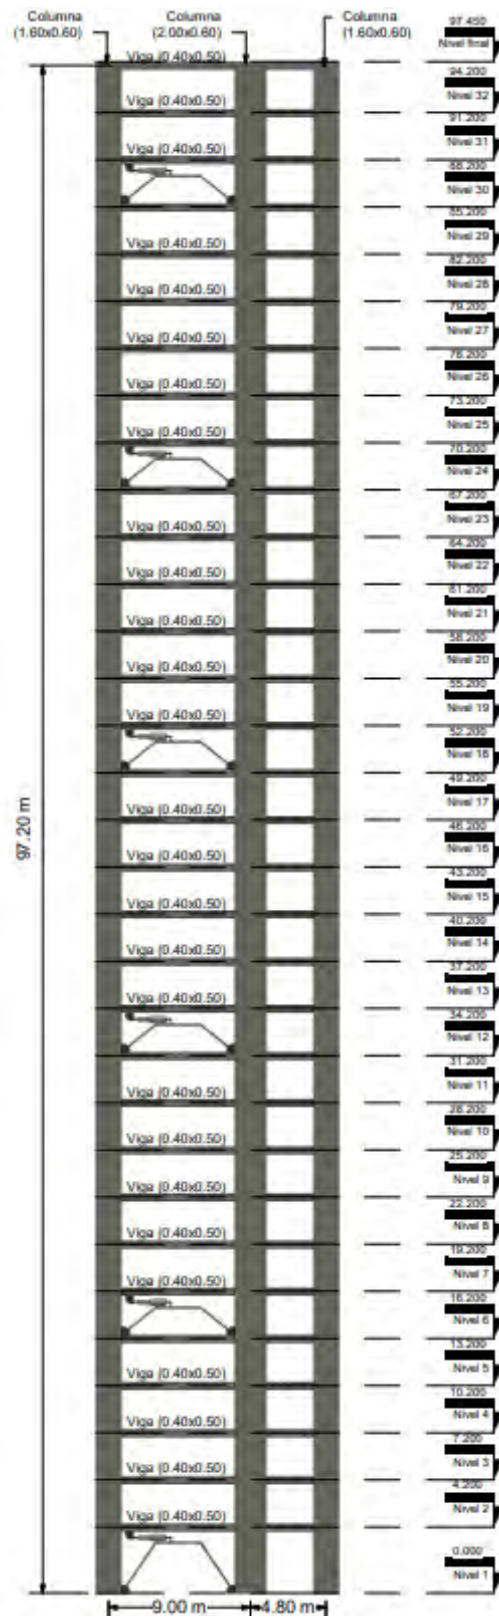 Columna
(1.60x0.60)
Columna
(2.00x0.60)
Columna
(1.60x0.60)
97.450
Nivel final
Viga (0.40x0.50)
94.200
Nivel 32
Viga (0.40x0.50)
91.200
Nivel 31
Viga (0.40x0.50)
88.200
Nivel 30
85.200
Nivel 29
Viga (0.40x0.50)
82.200
Nivel 28
Viga (0.40x0.50)
79.200
Nivel 27
Viga (0.40x0.50)
76.200
Nivel 26
Viga (0.40x0.50)
73.200
Nivel 25
Viga (0.40x0.50)
70.200
Nivel 24
67.200
Nivel 23
Viga (0.40x0.50)
64.200
Nivel 22
Viga (0.40x0.50)
61.200
Nivel 21
Viga (0.40x0.50)
58.200
Nivel 20
Viga (0.40x0.50)
55.200
Nivel 19
Viga (0.40x0.50)
52.200
Nivel 18
49.200
Nivel 17
Viga (0.40x0.50)
46.200
Nivel 16
Viga (0.40x0.50)
43.200
Nivel 15
Viga (0.40x0.50)
40.200
Nivel 14
Viga (0.40x0.50)
37.200
Nivel 13
Viga (0.40x0.50)
34.200
Nivel 12
31.200
Nivel 11
Viga (0.40x0.50)
28.200
Nivel 10
Viga (0.40x0.50)
25.200
Nivel 9
Viga (0.40x0.50)
22.200
Nivel 8
Viga (0.40x0.50)
19.200
Nivel 7
Viga (0.40x0.50)
16.200
Nivel 6
13.200
Nivel 5
Viga (0.40x0.50)
10.200
Nivel 4
Viga (0.40x0.50)
7.200
Nivel 3
Viga (0.40x0.50)
4.200
Nivel 2
Viga (0.40x0.50)
0.000
Nivel 1
97.20 m
9.00 m
4.80 m